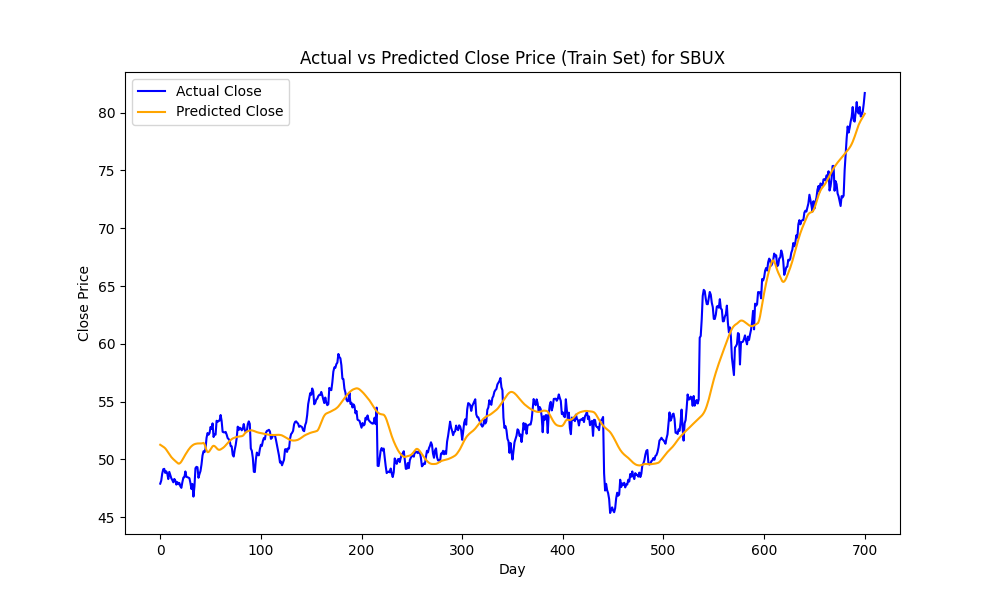 Actual vs Predicted Close Price (Train Set) for SBUX
Actual Close
Predicted Close
Close Price
80
75
70
65
60
55
50
45
0 100 200 300 400 500 600 700
Day